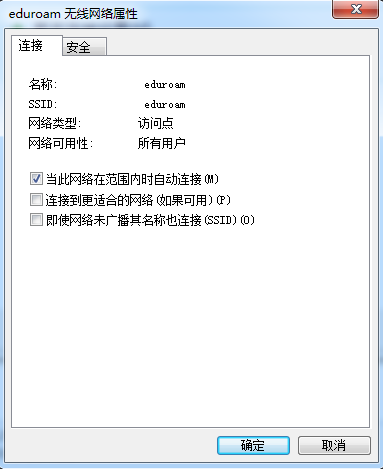 eduroam 无线网络属性
连接 安全
名称: eduroam
SSID: eduroam
网络类型: 访问点
网络可用性: 所有用户
当此网络在范围内时自动连接(M)
连接到更适合的网络(如果可用)(P)
即使网络未广播其名称也连接(SSID)(O)
确定 取消